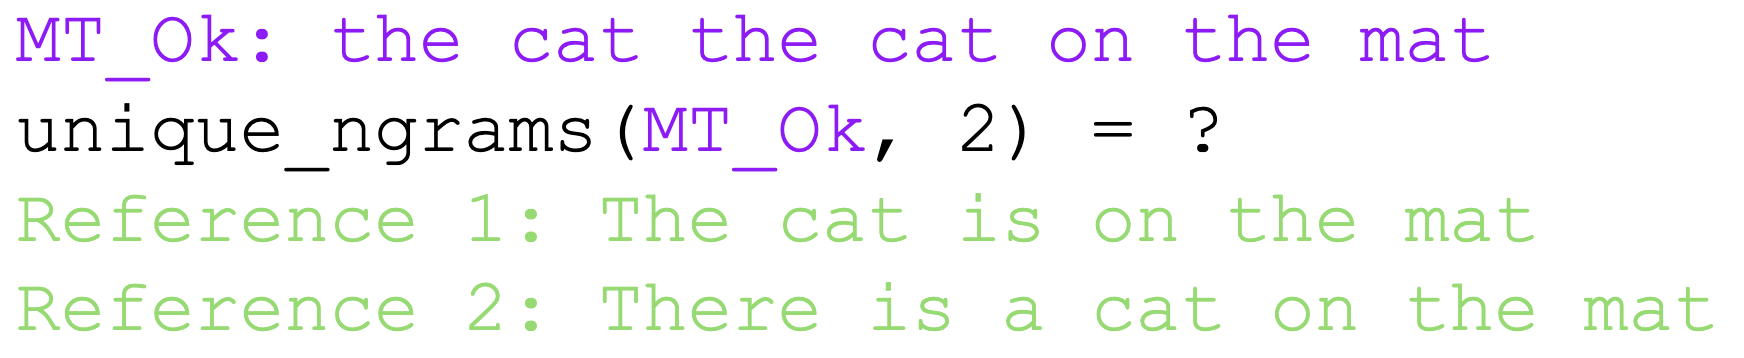 MT_Ok: the cat the cat on the mat
unique_ngrams(MT_Ok, 2) = ?
Reference 1: The cat is on the mat
Reference 2: There is a cat on the mat